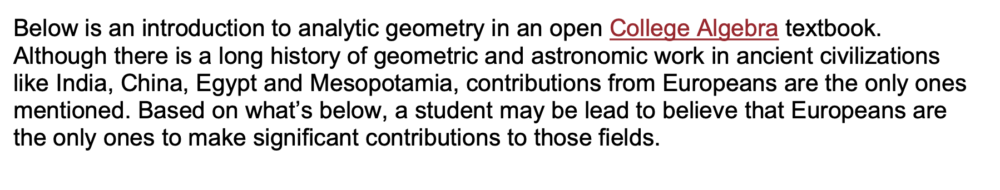 Below is an introduction to analytic geometry in an open College Algebra textbook.
Although there is a long history of geometric and astronomic work in ancient civilizations
like India, China, Egypt and Mesopotamia, contributions from Europeans are the only ones
mentioned. Based on what’s below, a student may be lead to believe that Europeans are
the only ones to make significant contributions to those fields.